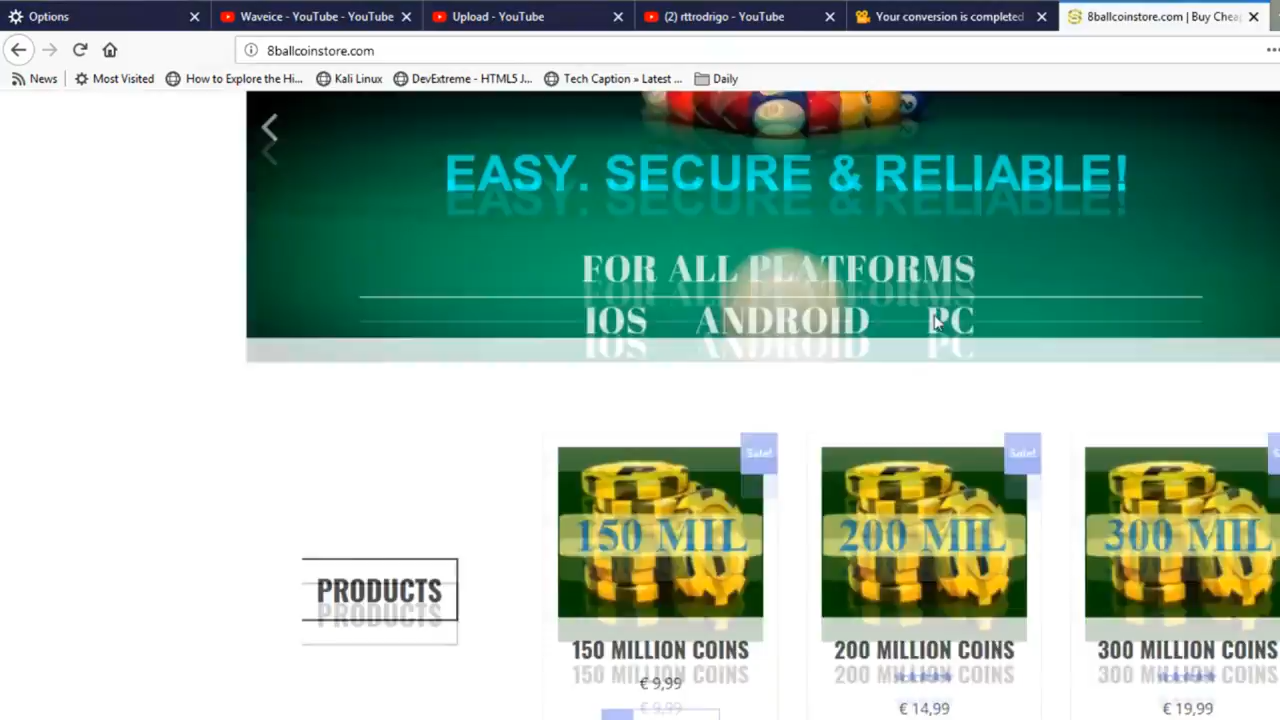 Options
Waveice - YouTube - YouTube
Upload - YouTube
(2) rttrodrigo - YouTube
Your conversion is completed
8ballcoinstore.com | Buy Cheap
8ballcoinstore.com
News
Most Visited
How to Explore the Hi...
Kali Linux
DevExtreme - HTML5 J...
Tech Caption » Latest ...
Daily
EASY. SECURE & RELIABLE!
FOR ALL PLATFORMS
IOS ANDROID PC
PRODUCTS
Sale!
150 MIL
150 MILLION COINS
€ 9,99
Sale!
200 MIL
200 MILLION COINS
€ 14,99
300 MIL
300 MILLION COINS
€ 19,99